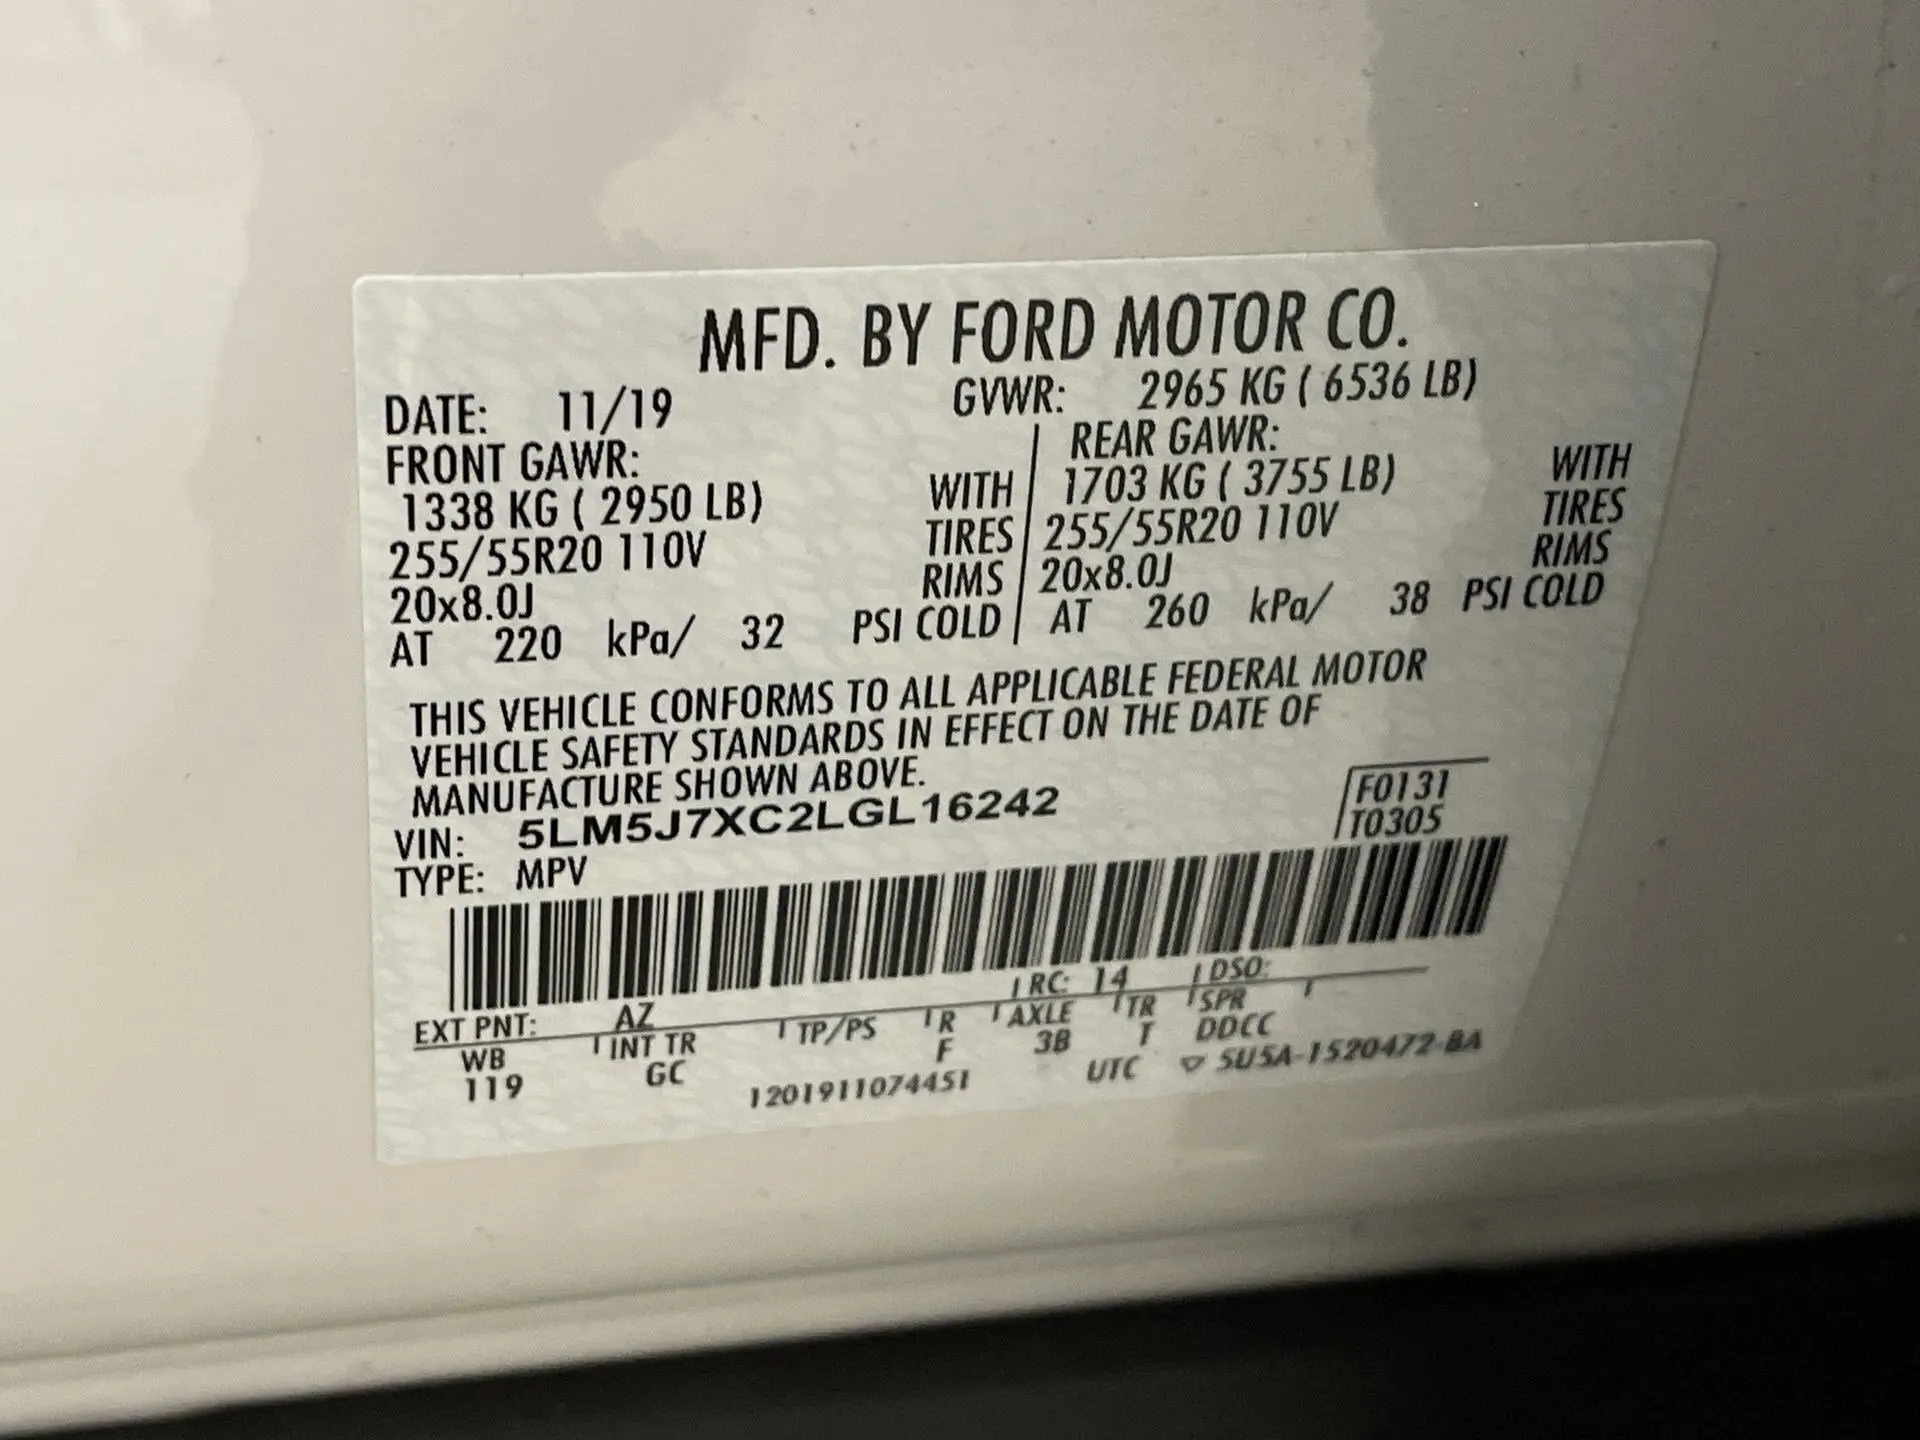 MFD. BY FORD MOTOR CO.
DATE: 11/19 GVWR: 2965 KG ( 6536 LB)
FRONT GAWR: REAR GAWR:
1338 KG ( 2950 LB) WITH 1703 KG ( 3755 LB) WITH
255/55R20 110V TIRES 255/55R20 110V TIRES
20x8.0J RIMS 20x8.0J RIMS
AT 220 kPa/ 32 PSI COLD AT 260 kPa/ 38 PSI COLD
THIS VEHICLE CONFORMS TO ALL APPLICABLE FEDERAL MOTOR
VEHICLE SAFETY STANDARDS IN EFFECT ON THE DATE OF
MANUFACTURE SHOWN ABOVE.
VIN: 5LM5J7XC2LGL16242 F0131
TYPE: MPV T0305
EXT PNT: AZ RC: 14 DSO:
WB INT TR TP/PS R AXLE TR SPR
119 GC F 3B T DDCC
1201911074451 UTC ▽ 5U5A-1520472-BA